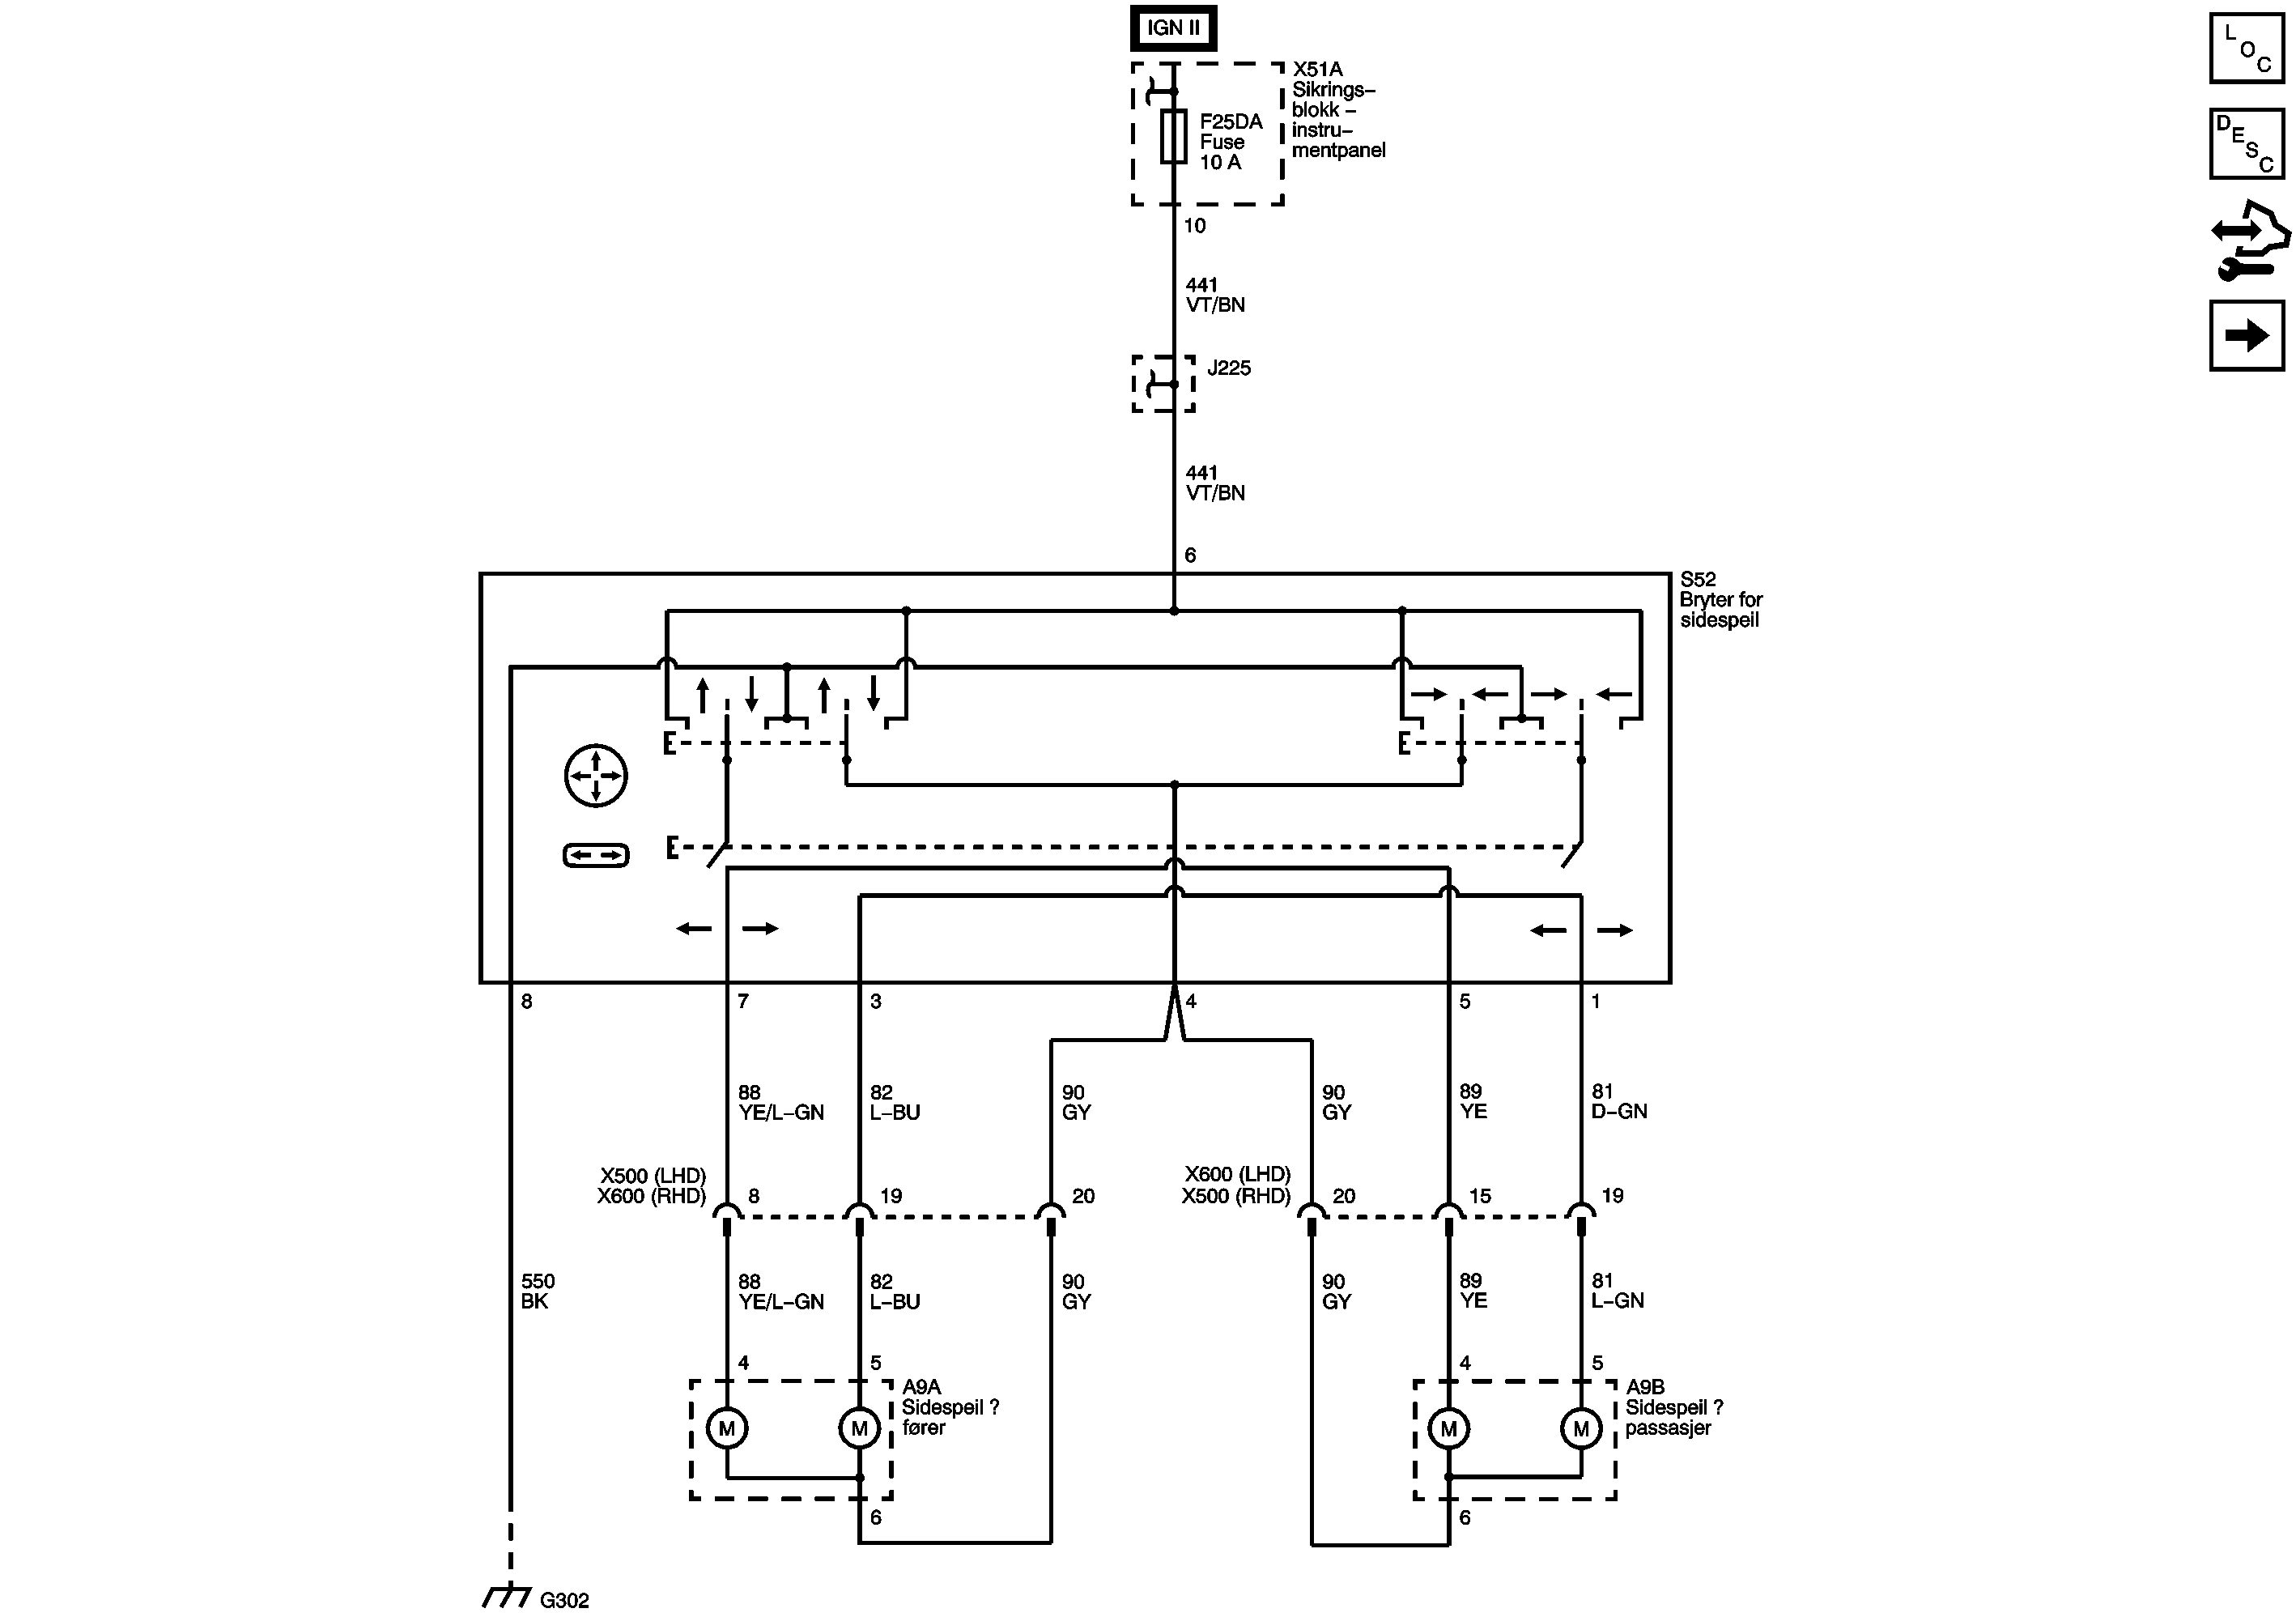 IGN II
L
O
C
X51A
Sikrings–
blokk –
instru–
mentpanel
F25DA
Fuse
10 A
D
E
S
C
10
441
VT/BN
J225
441
VT/BN
6
S52
Bryter for
sidespeil
8
7
3
4
5
1
88
YE/L–GN
82
L–BU
90
GY
90
GY
89
YE
81
D–GN
X500 (LHD)
X600 (RHD)
8
19
20
X600 (LHD)
X500 (RHD)
20
15
19
550
BK
88
YE/L–GN
82
L–BU
90
GY
90
GY
89
YE
81
L–GN
4
5
4
5
A9A
Sidespeil ?
fører
M
M
A9B
Sidespeil ?
passasjer
M
M
6
6
G302